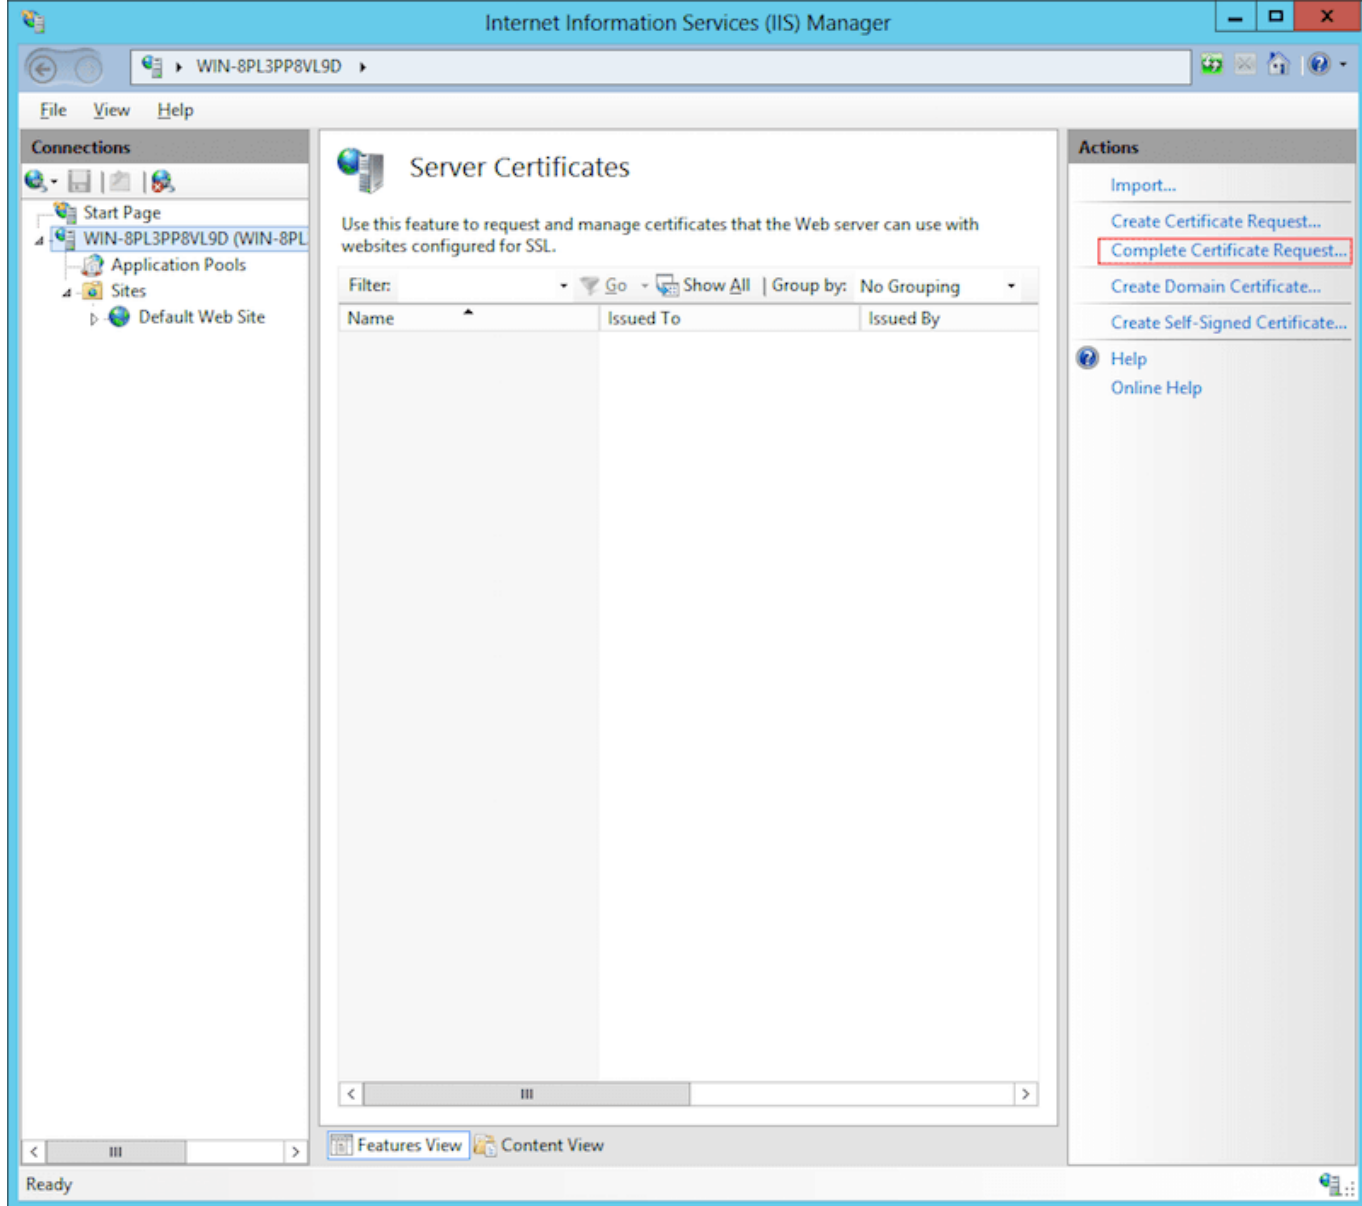 Internet Information Services (IIS) Manager
WIN-8PL3PP8VL9D
File View Help
Connections
Start Page
WIN-8PL3PP8VL9D (WIN-8PL
Application Pools
Sites
Default Web Site
Server Certificates
Use this feature to request and manage certificates that the Web server can use with
websites configured for SSL.
Filter: Go Show All | Group by: No Grouping
Name Issued To Issued By
Features View Content View
Actions
Import...
Create Certificate Request...
Complete Certificate Request...
Create Domain Certificate...
Create Self-Signed Certificate...
Help
Online Help
Ready